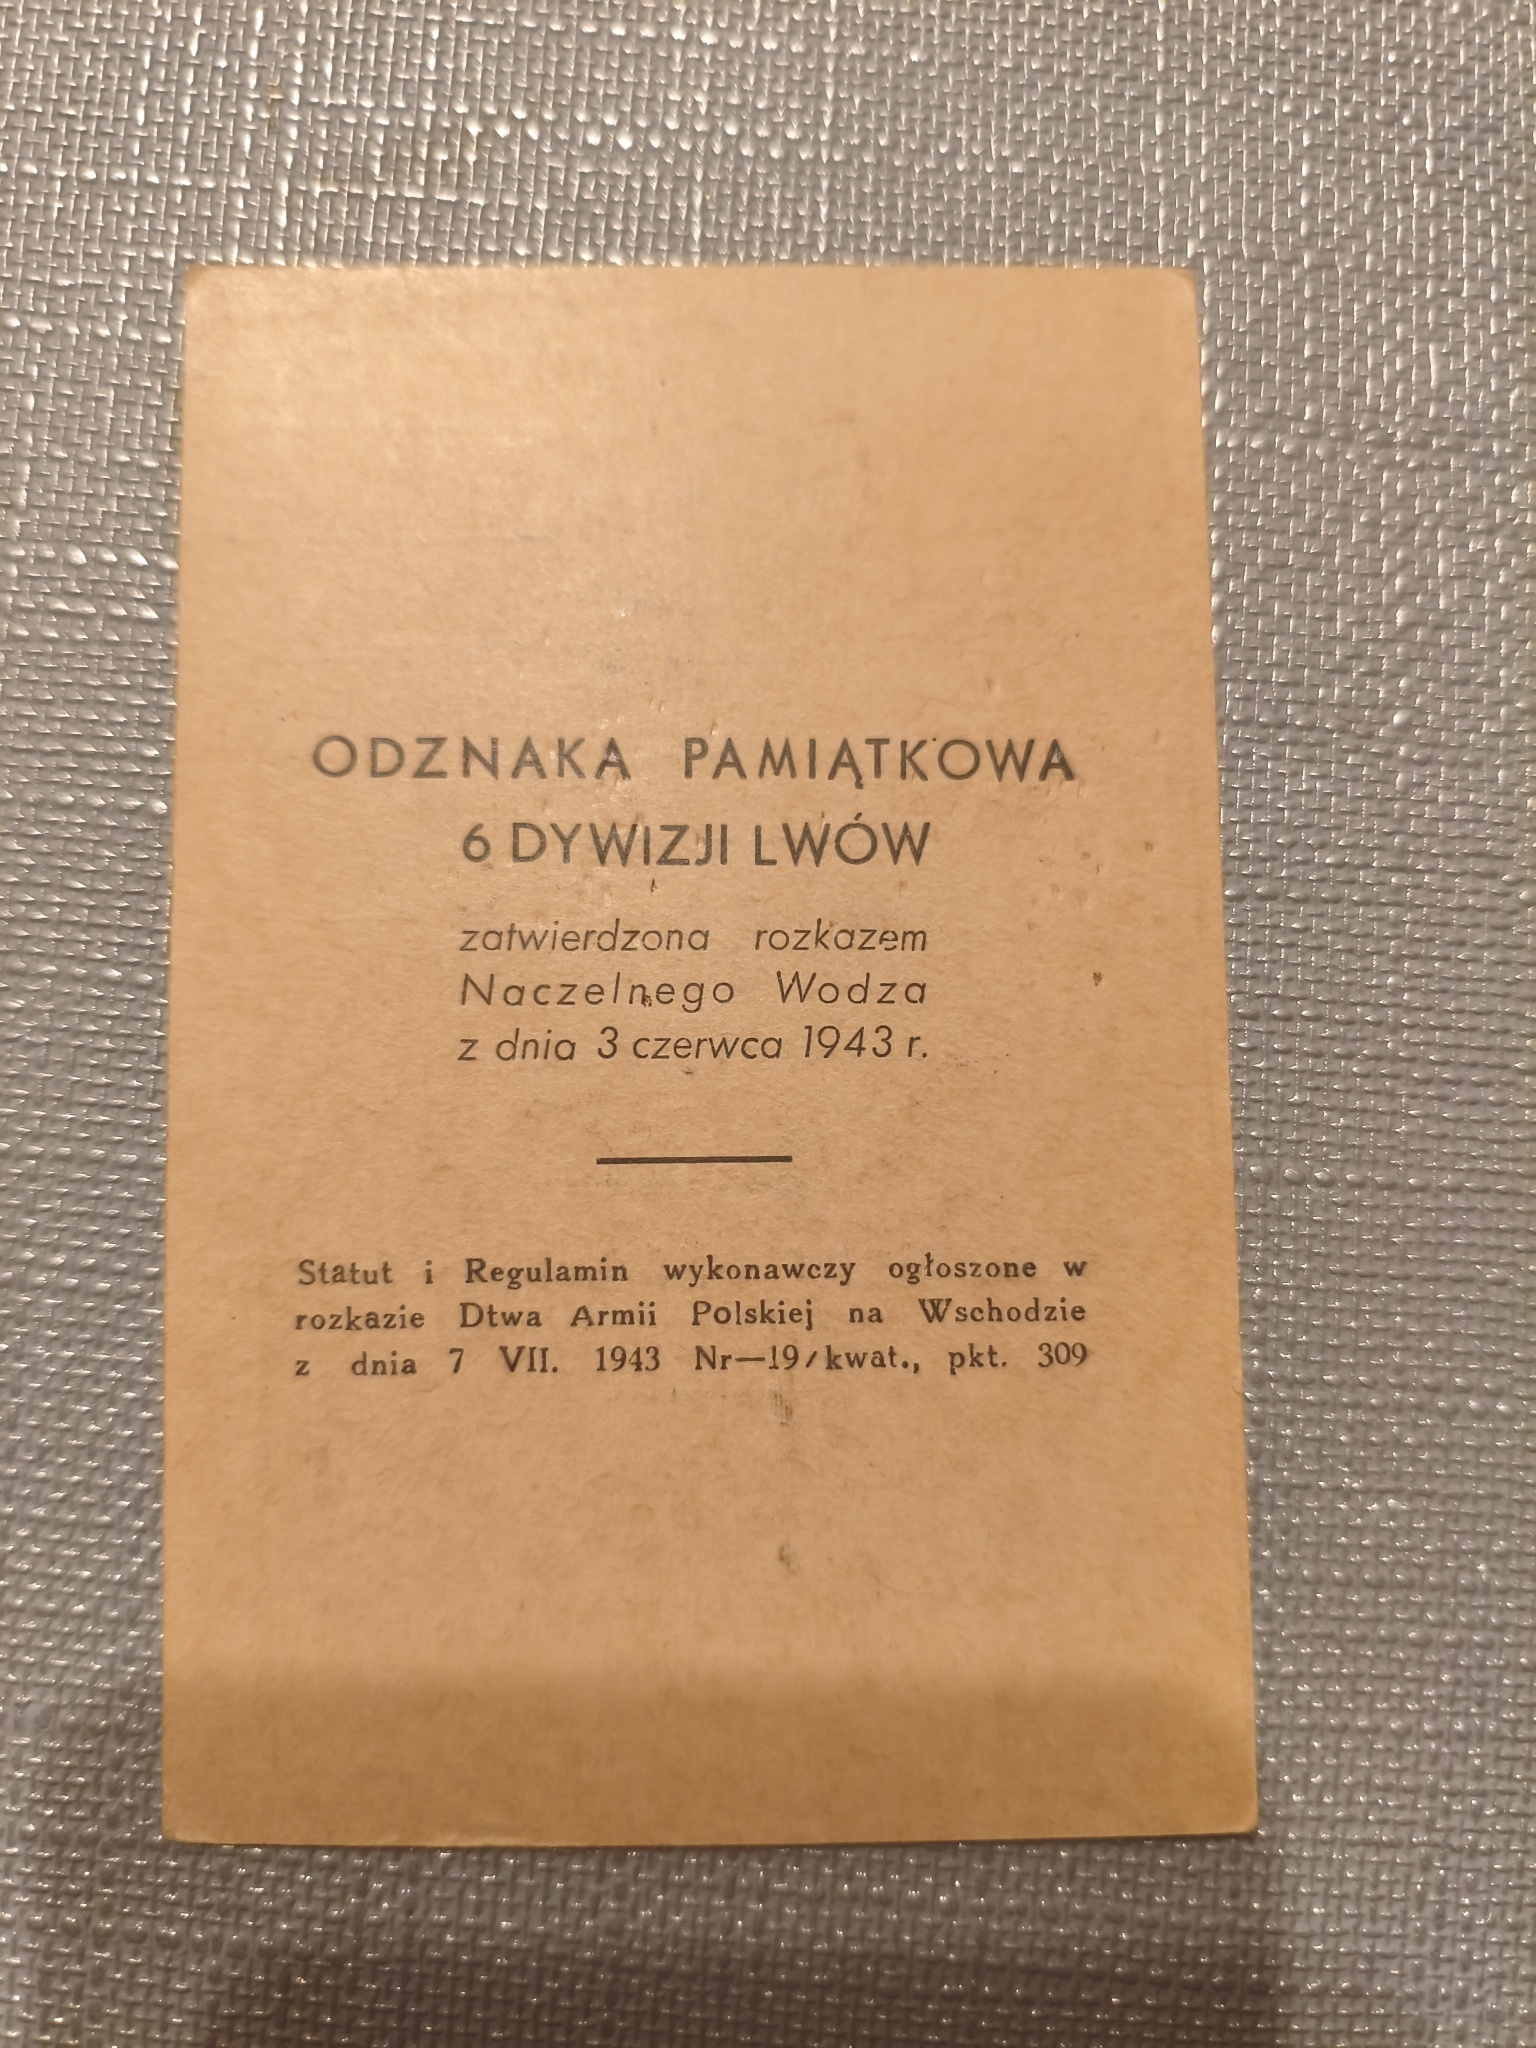 ODZNAKA PAMIĄTKOWA
6 DYWIZJI LWÓW
zatwierdzona rozkazem
Naczelnego Wodza
z dnia 3 czerwca 1943 r.
Statut i Regulamin wykonawczy ogłoszone w
rozkazie Dtwa Armii Polskiej na Wschodzie
z dnia 7 VII. 1943 Nr—19/kwat., pkt. 309